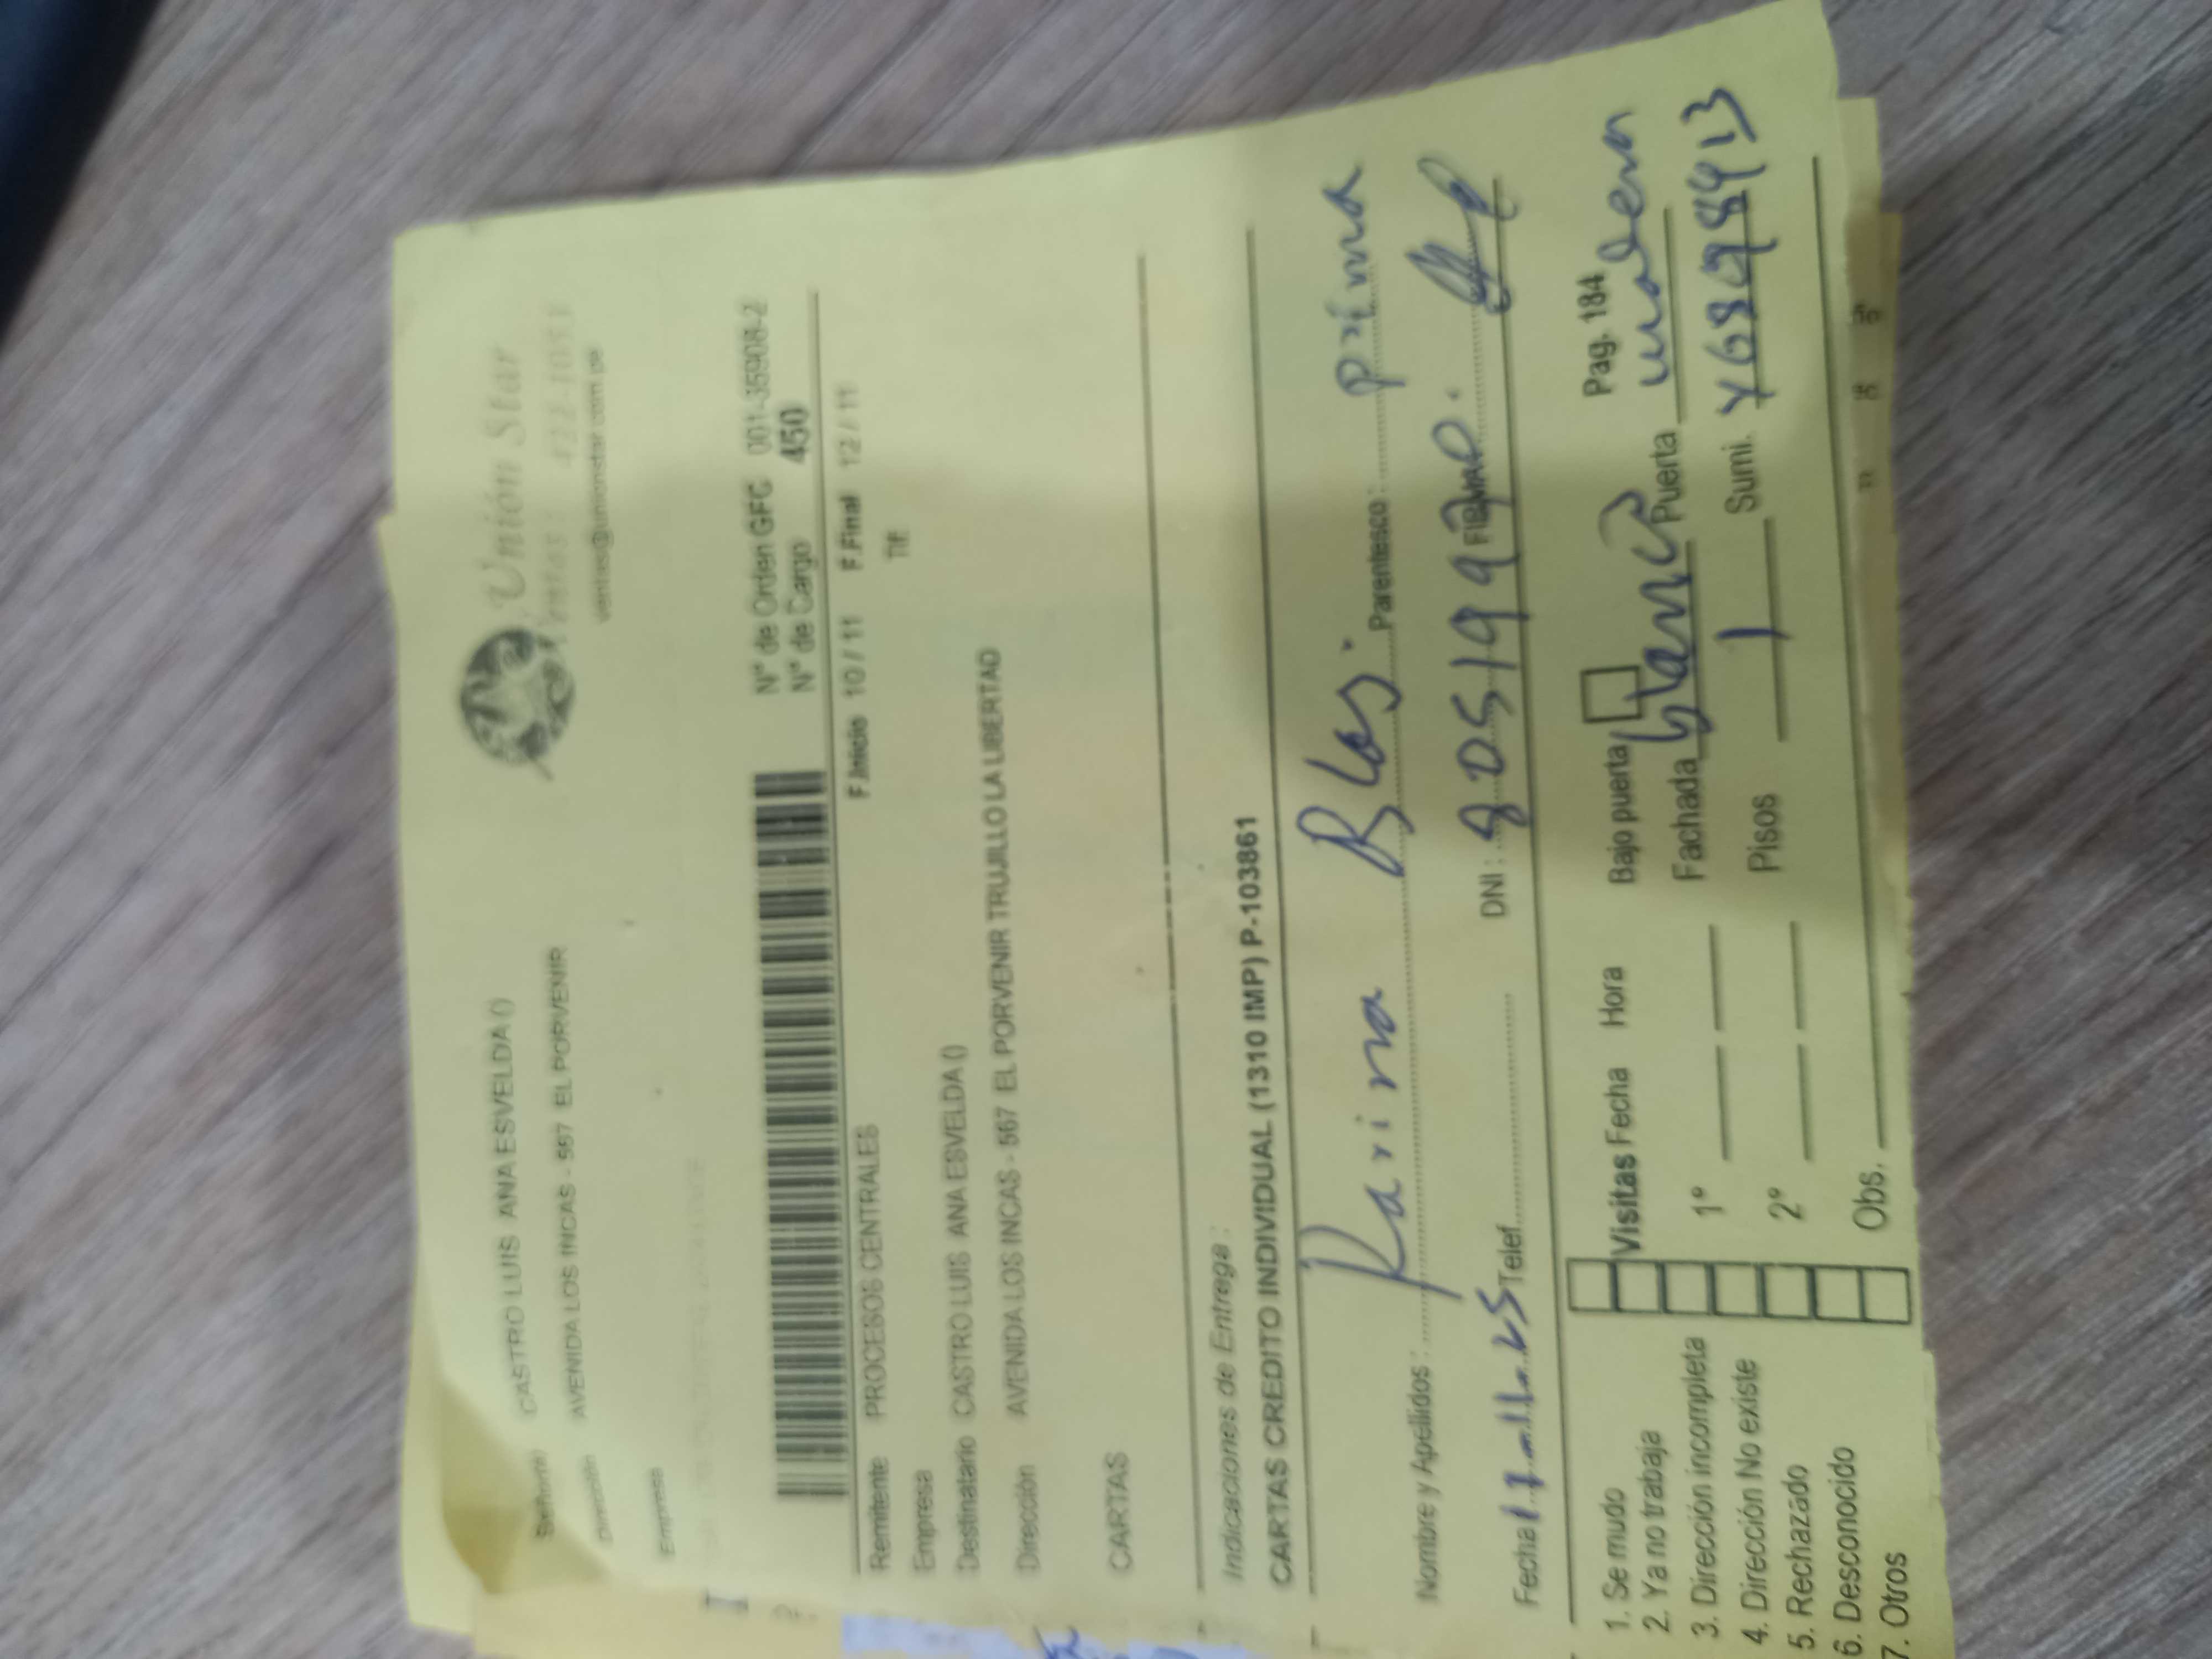 Unión Star
Señor(a) CASTRO LUIS ANA ESVELDA ()
ventas@unionstar.com.pe
Dirección AVENIDA LOS INCAS - 567 EL PORVENIR
Empresa
N° de Orden GFC 001-35908-2
N° de Cargo 450
Remitente PROCESOS CENTRALES F.Inicio 10 / 11 F.Final 12 / 11
Empresa Tlf:
Destinatario CASTRO LUIS ANA ESVELDA ()
Dirección AVENIDA LOS INCAS - 567 EL PORVENIR TRUJILLO LA LIBERTAD
CARTAS
Indicaciones de Entrega :
CARTAS CREDITO INDIVIDUAL (1310 IMP) P-103861
Nombre y Apellidos : Karina Blas. Parentesco : prima
Fecha 11-11-25 Telef. DNI : 805199
1. Se mudo Bajo puerta Pag. 184
2. Ya no trabaja Visitas Fecha Hora Fachada blanco Puerta madera
3. Dirección incompleta 1°
4. Dirección No existe 2° Pisos 1 Sumi.
5. Rechazado
6. Desconocido Obs.
7. Otros